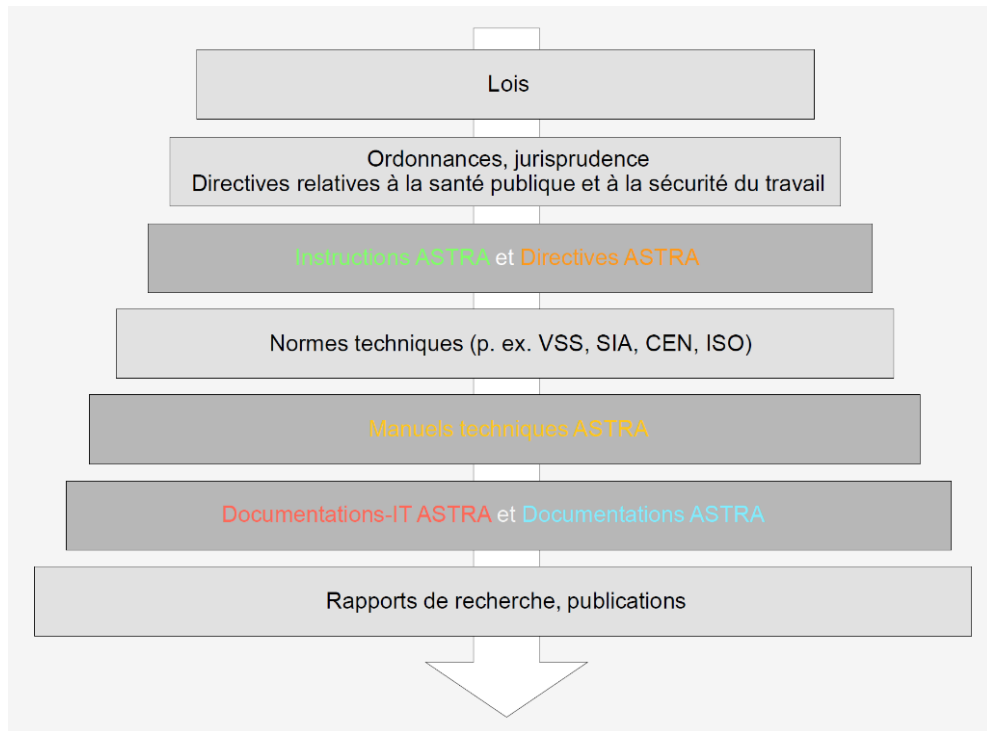 Lois
Ordonnances, jurisprudence
Directives relatives à la santé publique et à la sécurité du travail
Instructions ASTRA et Directives ASTRA
Normes techniques (p. ex. VSS, SIA, CEN, ISO)
Manuels techniques ASTRA
Documentations-IT ASTRA et Documentations ASTRA
Rapports de recherche, publications